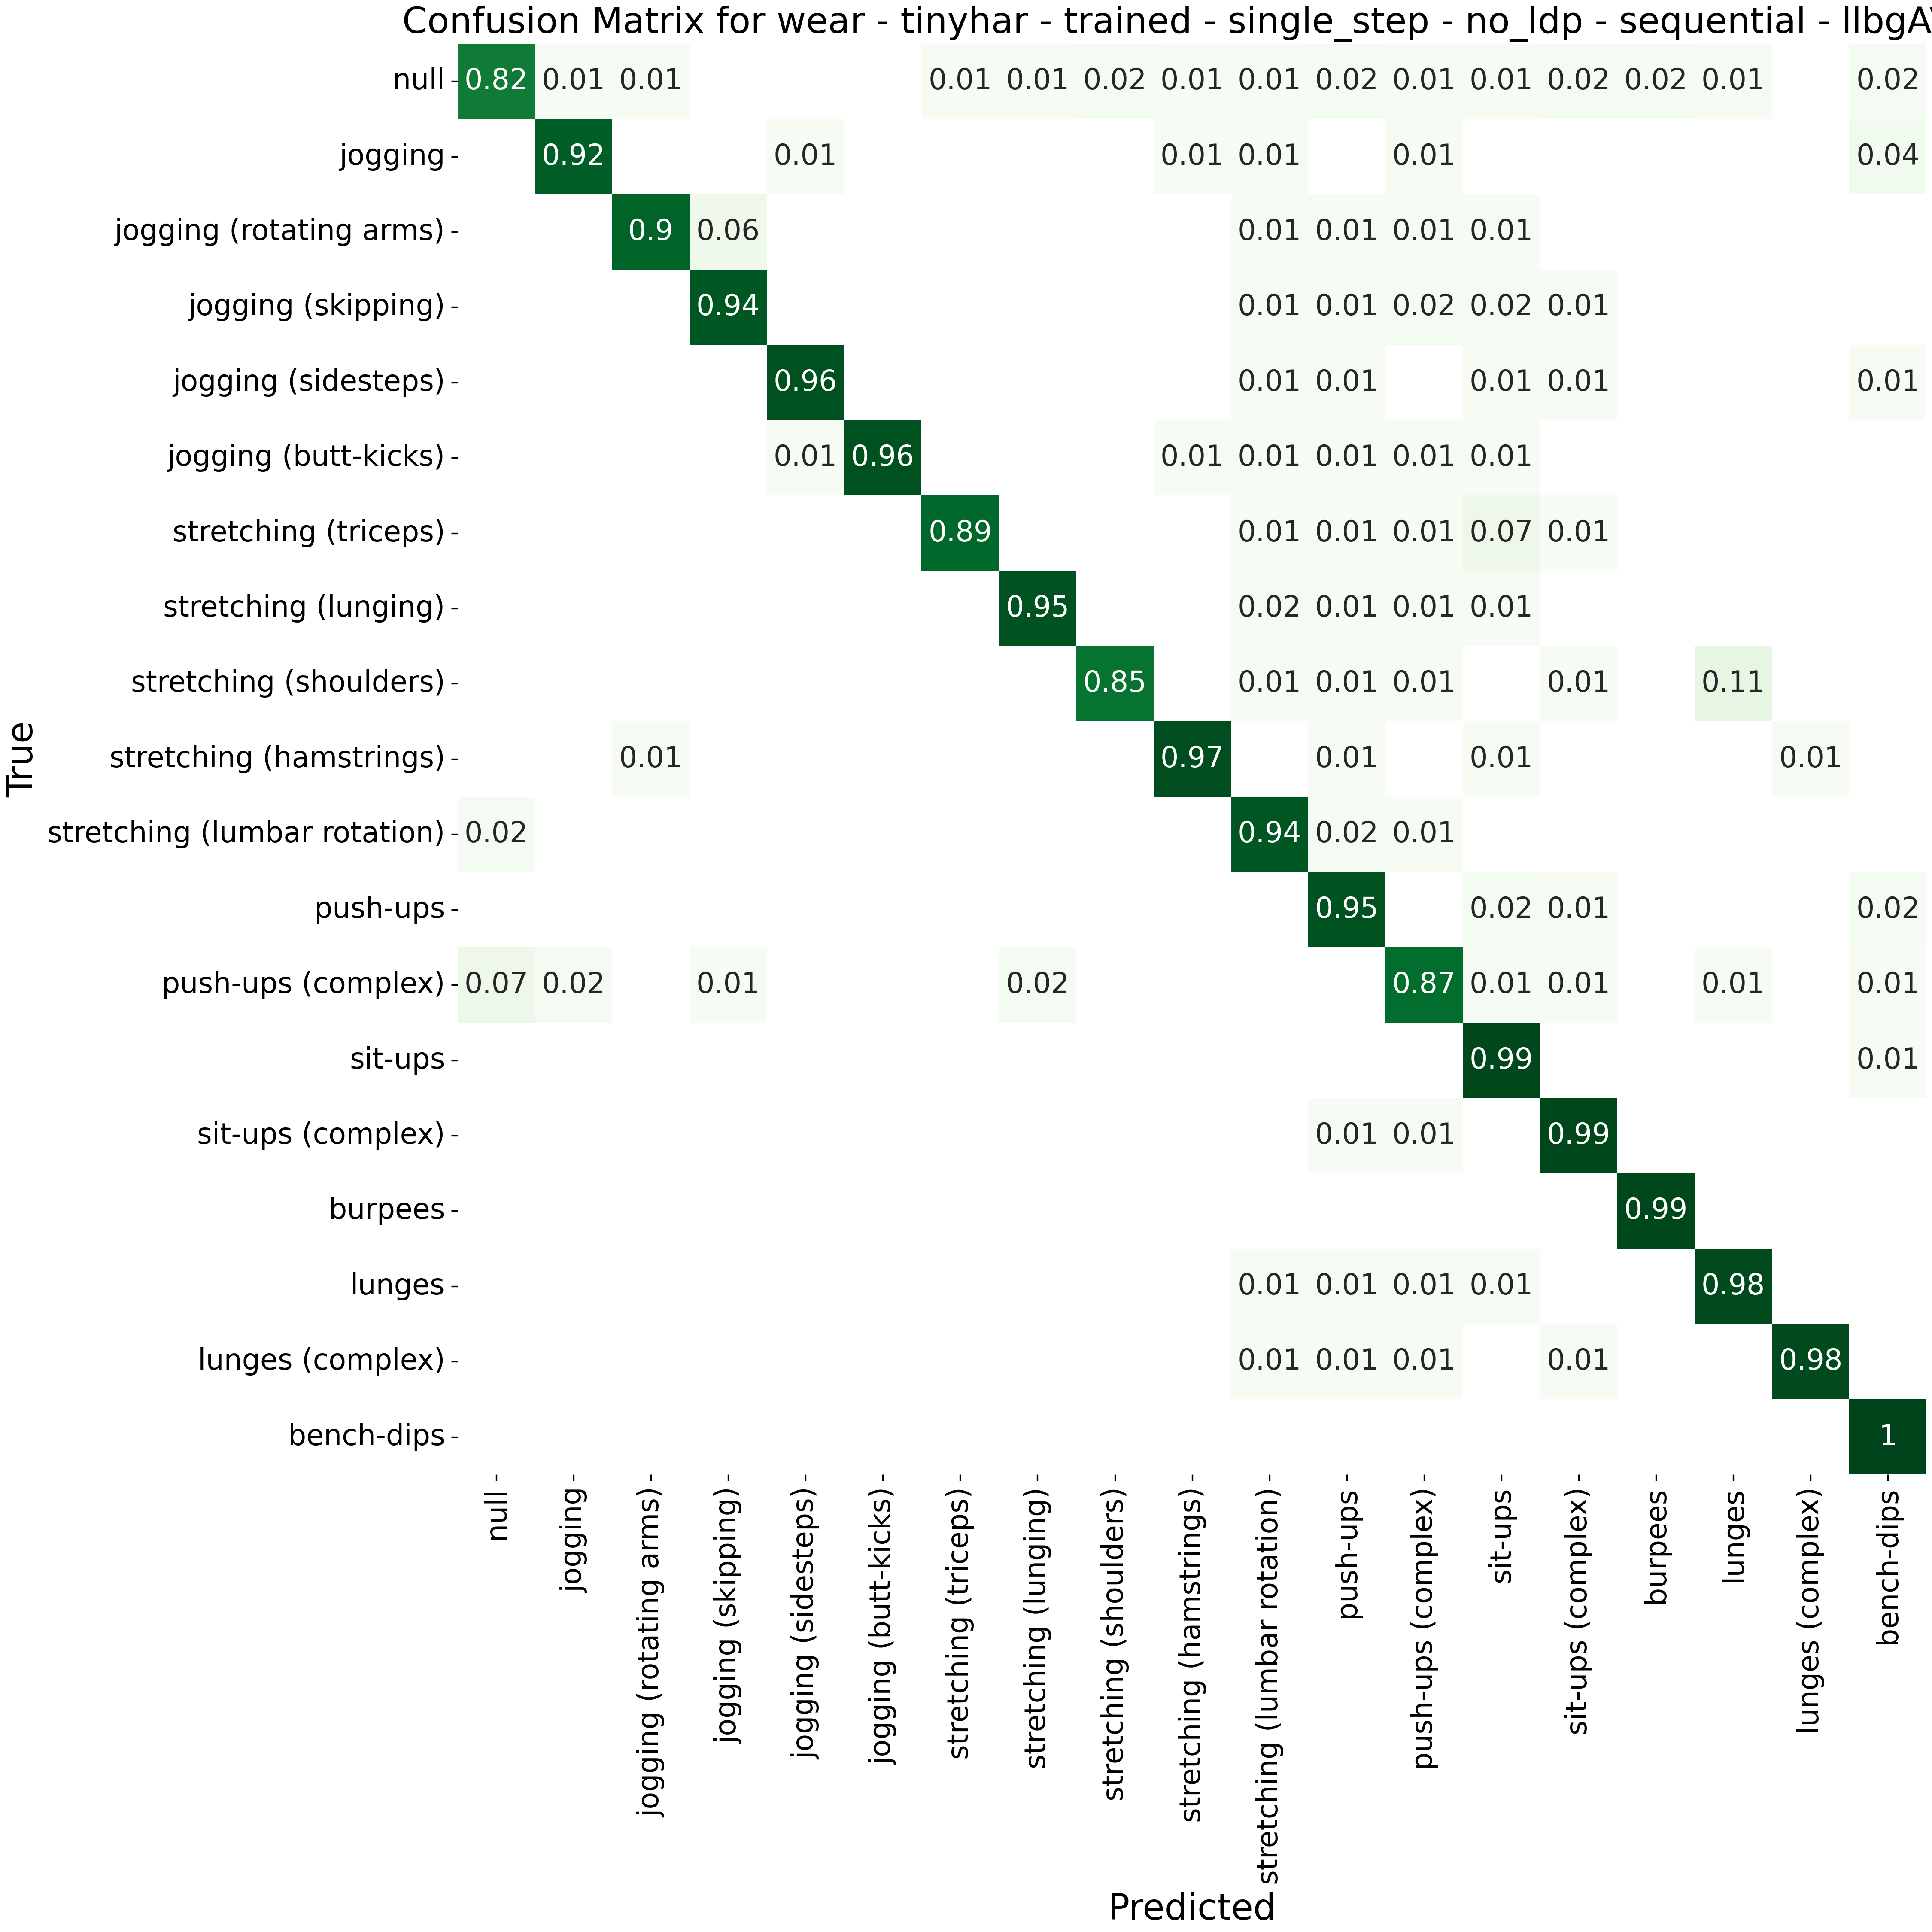 Confusion Matrix for wear - tinyhar - trained - single_step - no_ldp - sequential - llbgA
null 0.82 0.01 0.01 0.01 0.01 0.02 0.01 0.01 0.02 0.01 0.01 0.02 0.02 0.01 0.02
jogging 0.92 0.01 0.01 0.01 0.01 0.04
jogging (rotating arms) 0.9 0.06 0.01 0.01 0.01 0.01
jogging (skipping) 0.94 0.01 0.01 0.02 0.02 0.01
jogging (sidesteps) 0.96 0.01 0.01 0.01 0.01 0.01
jogging (butt-kicks) 0.01 0.96 0.01 0.01 0.01 0.01 0.01
stretching (triceps) 0.89 0.01 0.01 0.01 0.07 0.01
stretching (lunging) 0.95 0.02 0.01 0.01 0.01
stretching (shoulders) 0.85 0.01 0.01 0.01 0.01 0.11
stretching (hamstrings) 0.01 0.97 0.01 0.01 0.01
stretching (lumbar rotation) 0.02 0.94 0.02 0.01
push-ups 0.95 0.02 0.01 0.02
push-ups (complex) 0.07 0.02 0.01 0.02 0.87 0.01 0.01 0.01 0.01
sit-ups 0.99 0.01
sit-ups (complex) 0.01 0.01 0.99
burpees 0.99
lunges 0.01 0.01 0.01 0.01 0.98
lunges (complex) 0.01 0.01 0.01 0.01 0.98
bench-dips 1
True
null
jogging
jogging (rotating arms)
jogging (skipping)
jogging (sidesteps)
jogging (butt-kicks)
stretching (triceps)
stretching (lunging)
stretching (shoulders)
stretching (hamstrings)
stretching (lumbar rotation)
push-ups
push-ups (complex)
sit-ups
sit-ups (complex)
burpees
lunges
lunges (complex)
bench-dips
Predicted